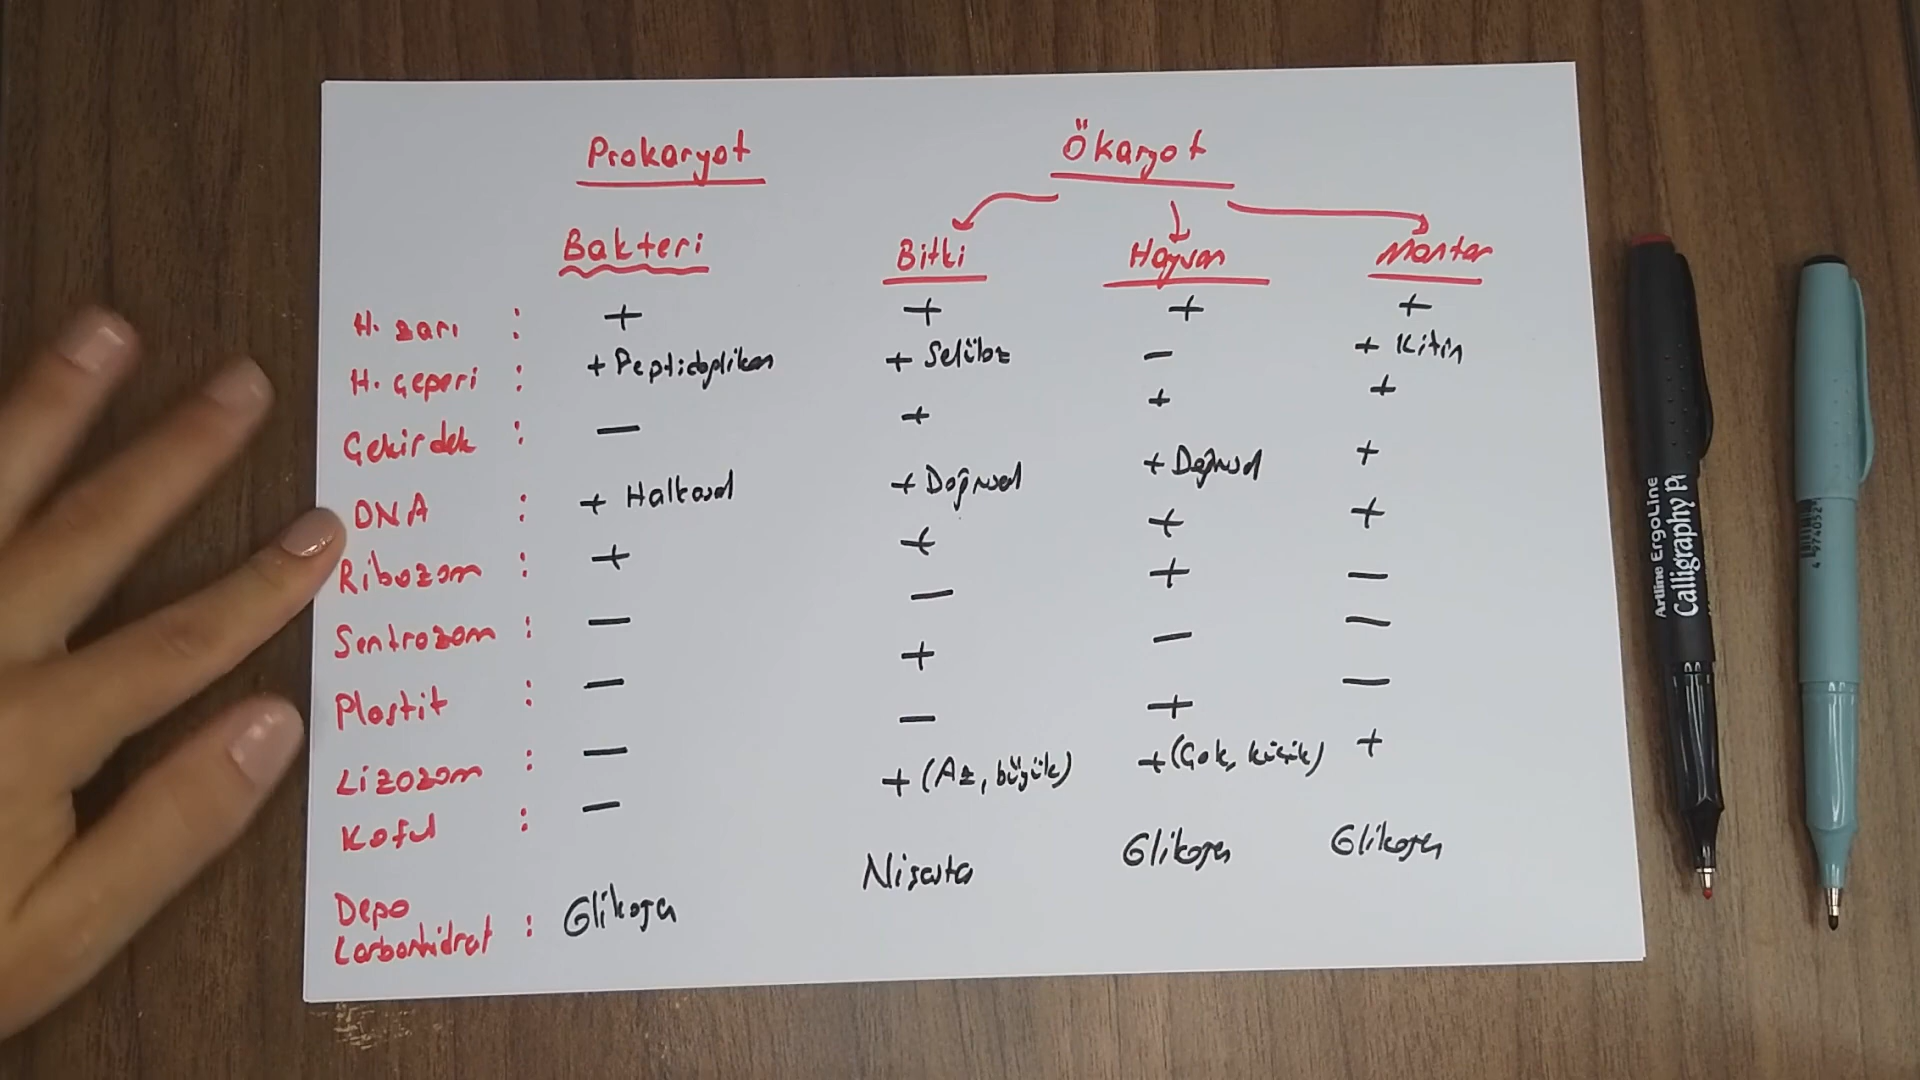 Prokaryot Ökaryot
Bakteri Bitki Hayvan Mantar
H. zarı : + + + +
H. Çeperi : + Peptidoglikan + Selüloz - + Kitin
Çekirdek : - + + +
DNA : + Halkasal + Doğrusal + Doğrusal +
Ribozom : + + + +
Sentrozom : - - + -
Plastit : - + - -
Lizozom : - - + -
Koful : - + (Az, büyük) + (Çok, küçük) +
Depo
Karbonhidrat : Glikojen Nişasta Glikojen Glikojen
Artline ErgoLine
Calligraphy Pe